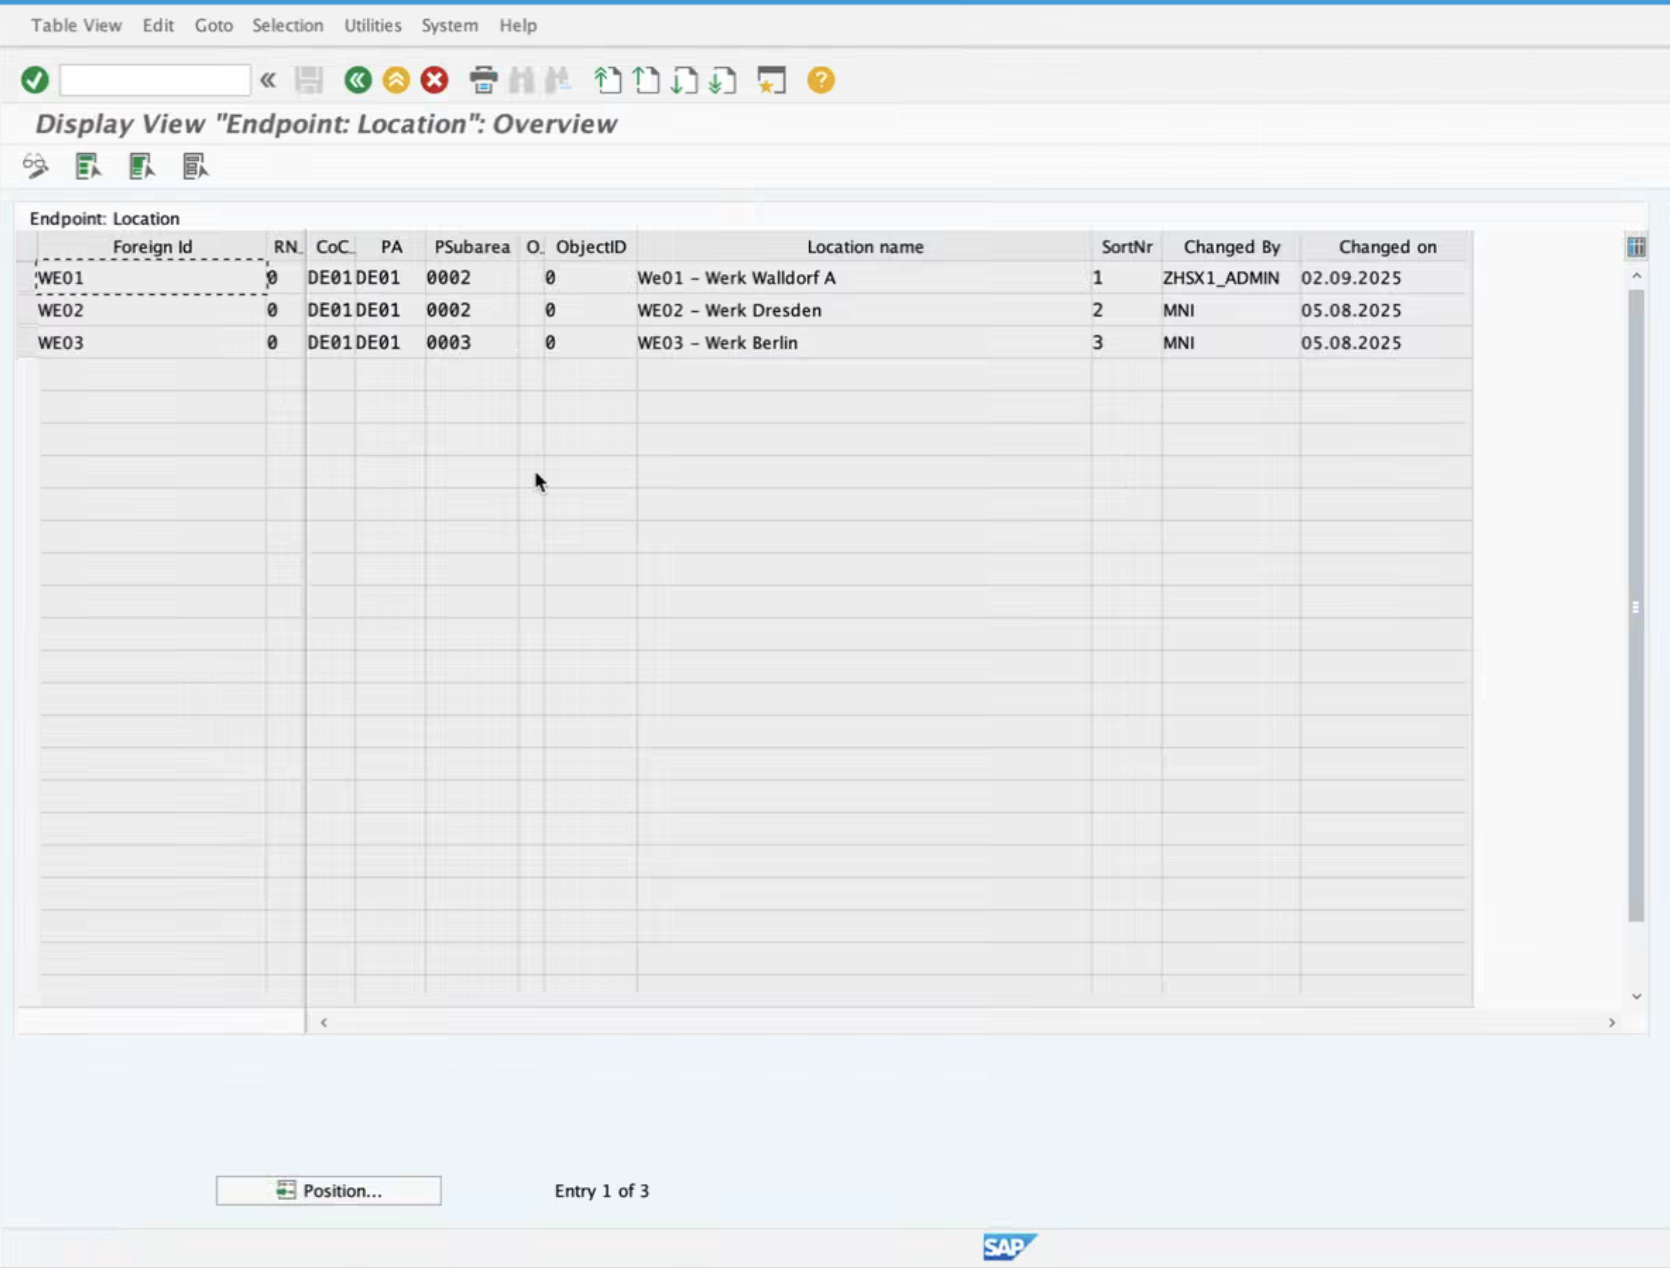 Table View Edit Goto Selection Utilities System Help
Display View "Endpoint: Location": Overview
Endpoint: Location
Foreign Id RN.. CoC.. PA PSubarea O.. ObjectID Location name SortNr Changed By Changed on
WE01 0 DE01 DE01 0002 0 We01 – Werk Walldorf A 1 ZHSX1_ADMIN 02.09.2025
WE02 0 DE01 DE01 0002 0 WE02 – Werk Dresden 2 MNI 05.08.2025
WE03 0 DE01 DE01 0003 0 WE03 – Werk Berlin 3 MNI 05.08.2025
Position... Entry 1 of 3
SAP